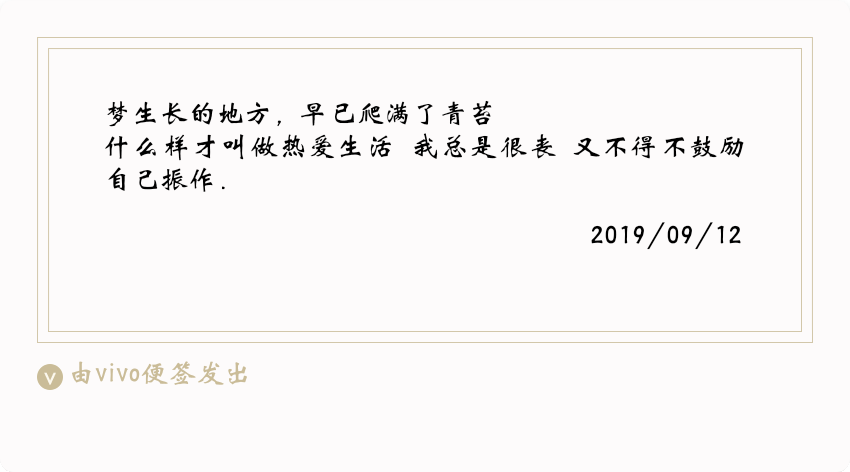 梦生长的地方，早已爬满了青苔
什么样才叫做热爱生活 我总是很丧 又不得不鼓励
自己振作.
2019/09/12
由vivo便签发出